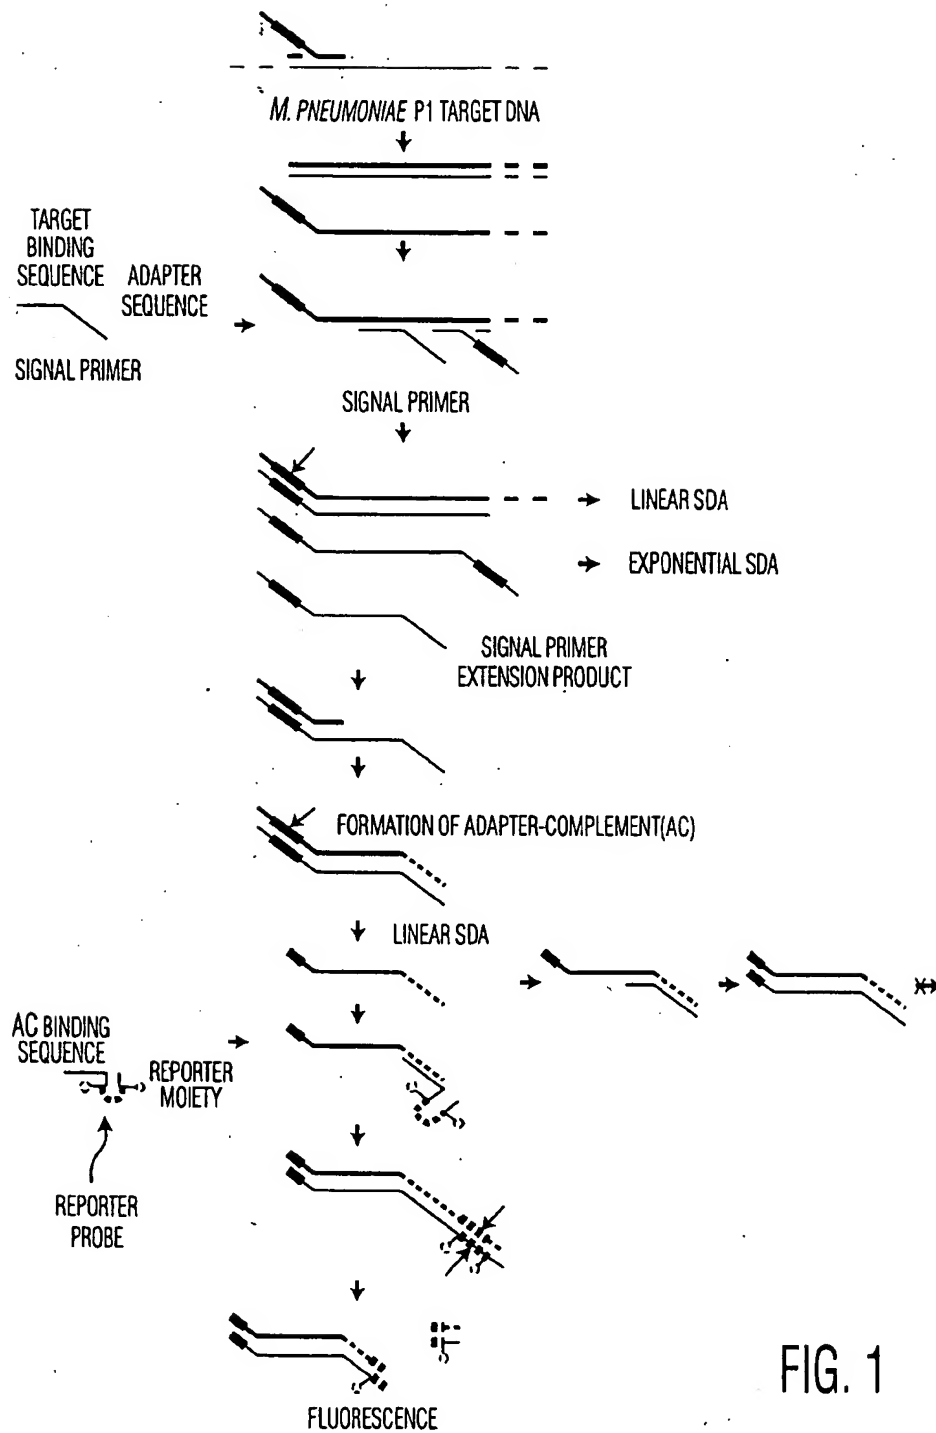 M. PNEUMONIAE P1 TARGET DNA
TARGET
BINDING
SEQUENCE
ADAPTER
SEQUENCE
SIGNAL PRIMER
SIGNAL PRIMER
LINEAR SDA
EXPONENTIAL SDA
SIGNAL PRIMER
EXTENSION PRODUCT
FORMATION OF ADAPTER-COMPLEMENT(AC)
LINEAR SDA
AC BINDING
SEQUENCE
REPORTER
MOIETY
REPORTER
PROBE
FLUORESCENCE
FIG. 1